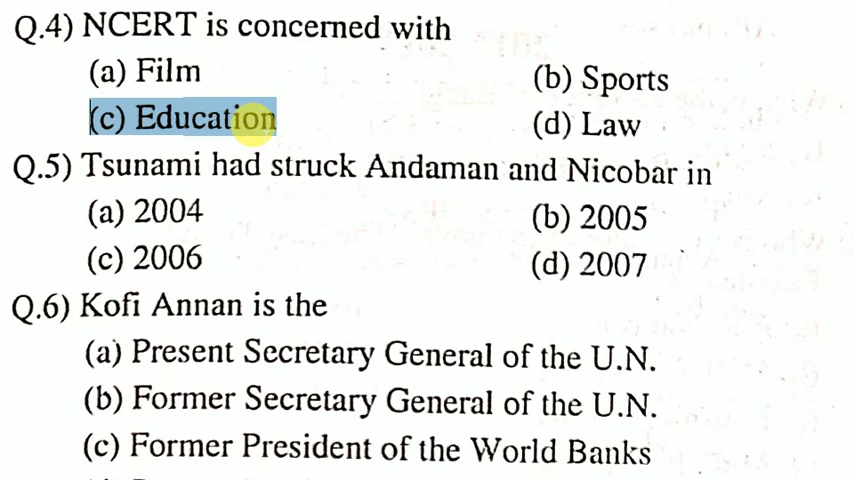 Q.4) NCERT is concerned with
(a) Film (b) Sports
(c) Education (d) Law
Q.5) Tsunami had struck Andaman and Nicobar in
(a) 2004 (b) 2005
(c) 2006 (d) 2007
Q.6) Kofi Annan is the
(a) Present Secretary General of the U.N.
(b) Former Secretary General of the U.N.
(c) Former President of the World Banks